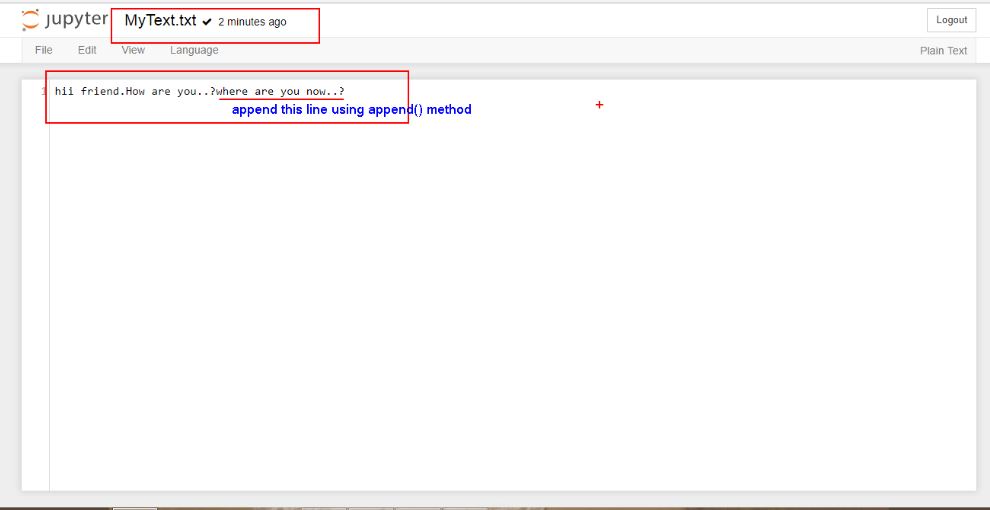 jupyter MyText.txt ✔ 2 minutes ago Logout
File Edit View Language Plain Text
1 hii friend.How are you..?where are you now..?
append this line using append() method